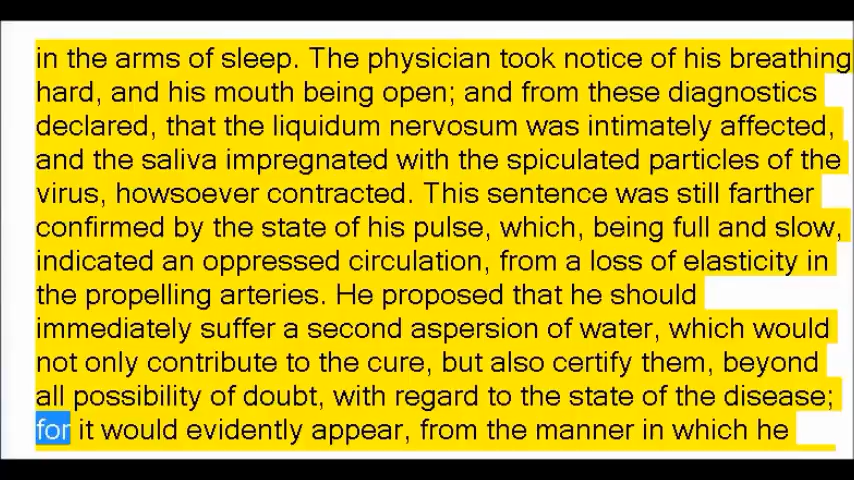 in the arms of sleep. The physician took notice of his breathing
hard, and his mouth being open; and from these diagnostics
declared, that the liquidum nervosum was intimately affected,
and the saliva impregnated with the spiculated particles of the
virus, howsoever contracted. This sentence was still farther
confirmed by the state of his pulse, which, being full and slow,
indicated an oppressed circulation, from a loss of elasticity in
the propelling arteries. He proposed that he should
immediately suffer a second aspersion of water, which would
not only contribute to the cure, but also certify them, beyond
all possibility of doubt, with regard to the state of the disease;
for it would evidently appear, from the manner in which he